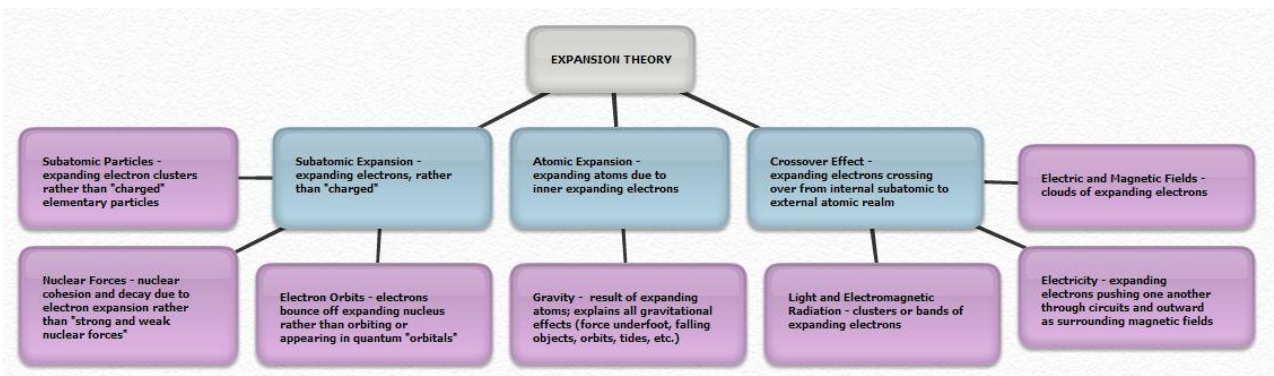 EXPANSION THEORY
Subatomic Particles -
expanding electron clusters
rather than "charged"
elementary particles
Subatomic Expansion -
expanding electrons, rather
than "charged"
Atomic Expansion -
expanding atoms due to
inner expanding electrons
Crossover Effect -
expanding electrons crossing
over from internal subatomic to
external atomic realm
Electric and Magnetic Fields -
clouds of expanding electrons
Nuclear Forces - nuclear
cohesion and decay due to
electron expansion rather
than "strong and weak
nuclear forces"
Electron Orbits - electrons
bounce off expanding nucleus
rather than orbiting or
appearing in quantum "orbitals"
Gravity - result of expanding
atoms; explains all gravitational
effects (force underfoot, falling
objects, orbits, tides, etc.)
Light and Electromagnetic
Radiation - clusters or bands of
expanding electrons
Electricity - expanding
electrons pushing one another
through circuits and outward
as surrounding magnetic fields